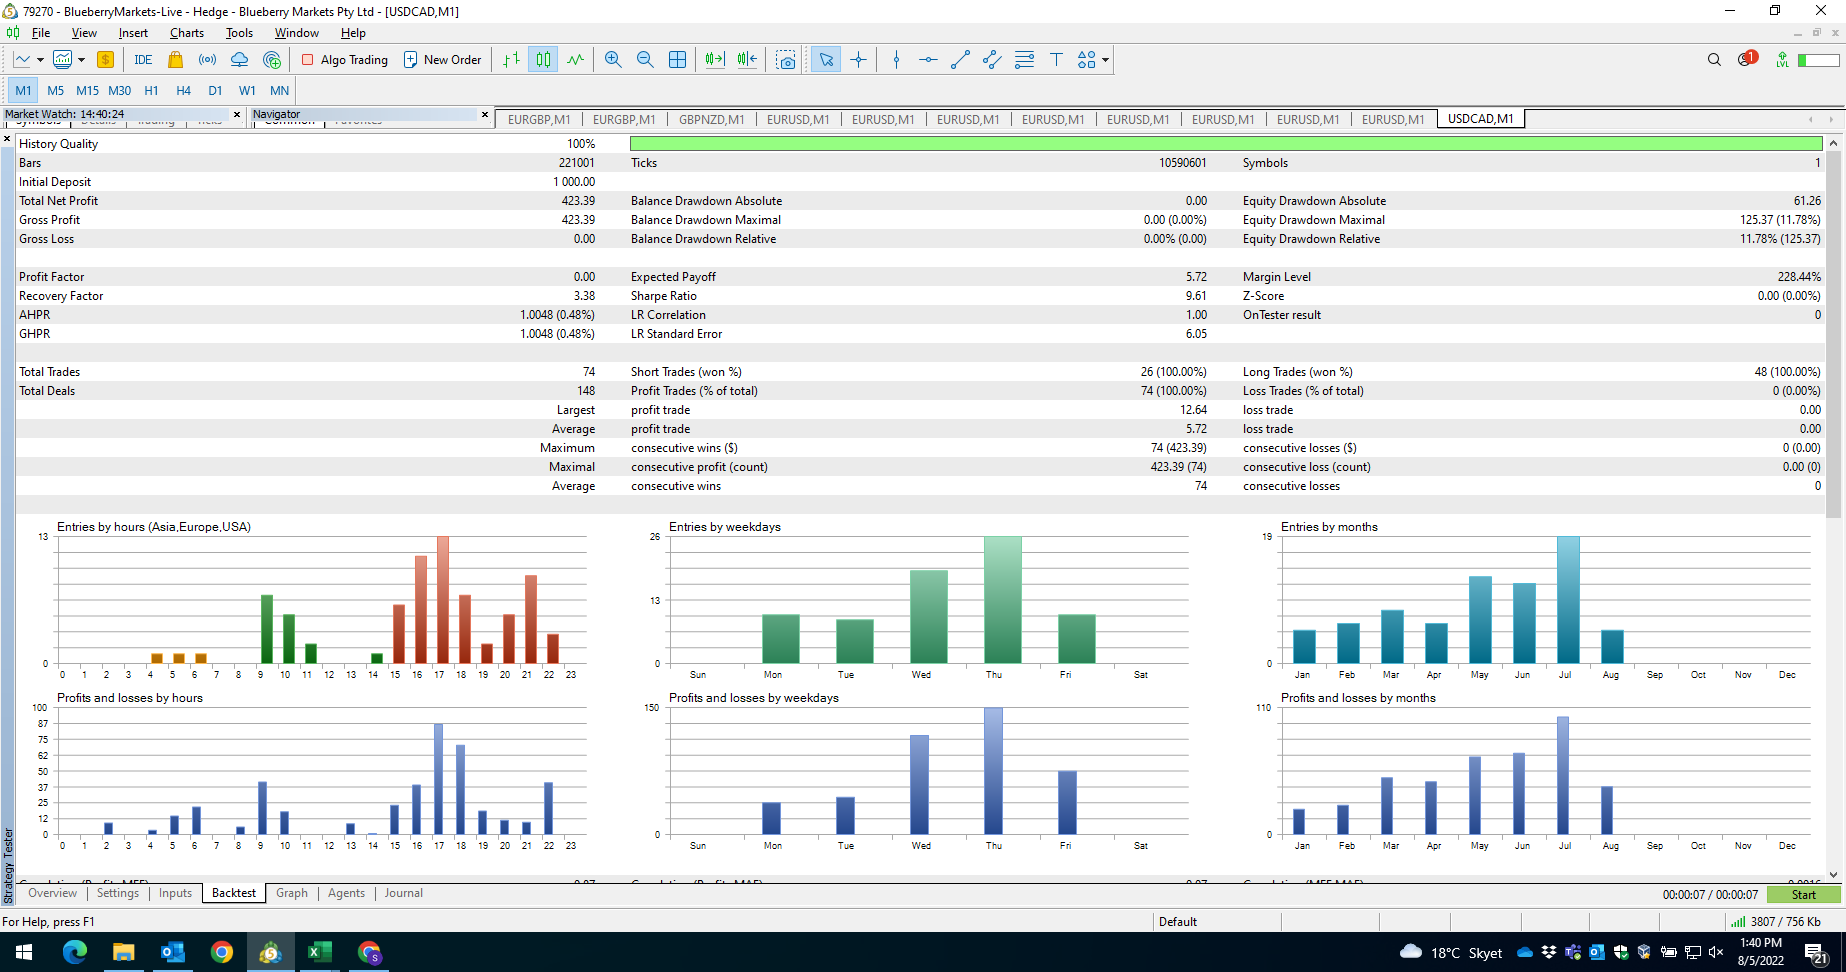 79270 - BlueberryMarkets-Live - Hedge - Blueberry Markets Pty Ltd - [USDCAD,M1]
File View Insert Charts Tools Window Help
IDE Algo Trading New Order 1 LVL
M1 M5 M15 M30 H1 H4 D1 W1 MN
Market Watch: 14:40:24 Navigator EURGBP,M1 EURGBP,M1 GBPNZD,M1 EURUSD,M1 EURUSD,M1 EURUSD,M1 EURUSD,M1 EURUSD,M1 EURUSD,M1 EURUSD,M1 EURUSD,M1 USDCAD,M1
History Quality 100%
Bars 221001 Ticks 10590601 Symbols 1
Initial Deposit 1 000.00
Total Net Profit 423.39 Balance Drawdown Absolute 0.00 Equity Drawdown Absolute 61.26
Gross Profit 423.39 Balance Drawdown Maximal 0.00 (0.00%) Equity Drawdown Maximal 125.37 (11.78%)
Gross Loss 0.00 Balance Drawdown Relative 0.00% (0.00) Equity Drawdown Relative 11.78% (125.37)
Profit Factor 0.00 Expected Payoff 5.72 Margin Level 228.44%
Recovery Factor 3.38 Sharpe Ratio 9.61 Z-Score 0.00 (0.00%)
AHPR 1.0048 (0.48%) LR Correlation 1.00 OnTester result 0
GHPR 1.0048 (0.48%) LR Standard Error 6.05
Total Trades 74 Short Trades (won %) 26 (100.00%) Long Trades (won %) 48 (100.00%)
Total Deals 148 Profit Trades (% of total) 74 (100.00%) Loss Trades (% of total) 0 (0.00%)
Largest profit trade 12.64 loss trade 0.00
Average profit trade 5.72 loss trade 0.00
Maximum consecutive wins ($) 74 (423.39) consecutive losses ($) 0 (0.00)
Maximal consecutive profit (count) 423.39 (74) consecutive loss (count) 0.00 (0)
Average consecutive wins 74 consecutive losses 0
Entries by hours (Asia,Europe,USA) Entries by weekdays Entries by months
13 26 19
13
0 0 0
0 1 2 3 4 5 6 7 8 9 10 11 12 13 14 15 16 17 18 19 20 21 22 23 Sun Mon Tue Wed Thu Fri Sat Jan Feb Mar Apr May Jun Jul Aug Sep Oct Nov Dec
Profits and losses by hours Profits and losses by weekdays Profits and losses by months
100 150 110
87
75
62
50
37
25
12
0 0 0
0 1 2 3 4 5 6 7 8 9 10 11 12 13 14 15 16 17 18 19 20 21 22 23 Sun Mon Tue Wed Thu Fri Sat Jan Feb Mar Apr May Jun Jul Aug Sep Oct Nov Dec
Strategy Tester
Overview Settings Inputs Backtest Graph Agents Journal 00:00:07 / 00:00:07 Start
For Help, press F1 Default 3807 / 756 Kb
18°C Skyet 1:40 PM
8/5/2022 21